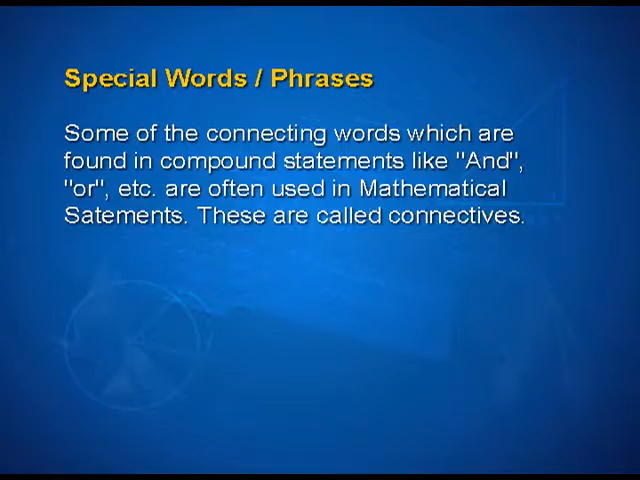 Special Words / Phrases
Some of the connecting words which are
found in compound statements like "And",
"or", etc. are often used in Mathematical
Satements. These are called connectives.